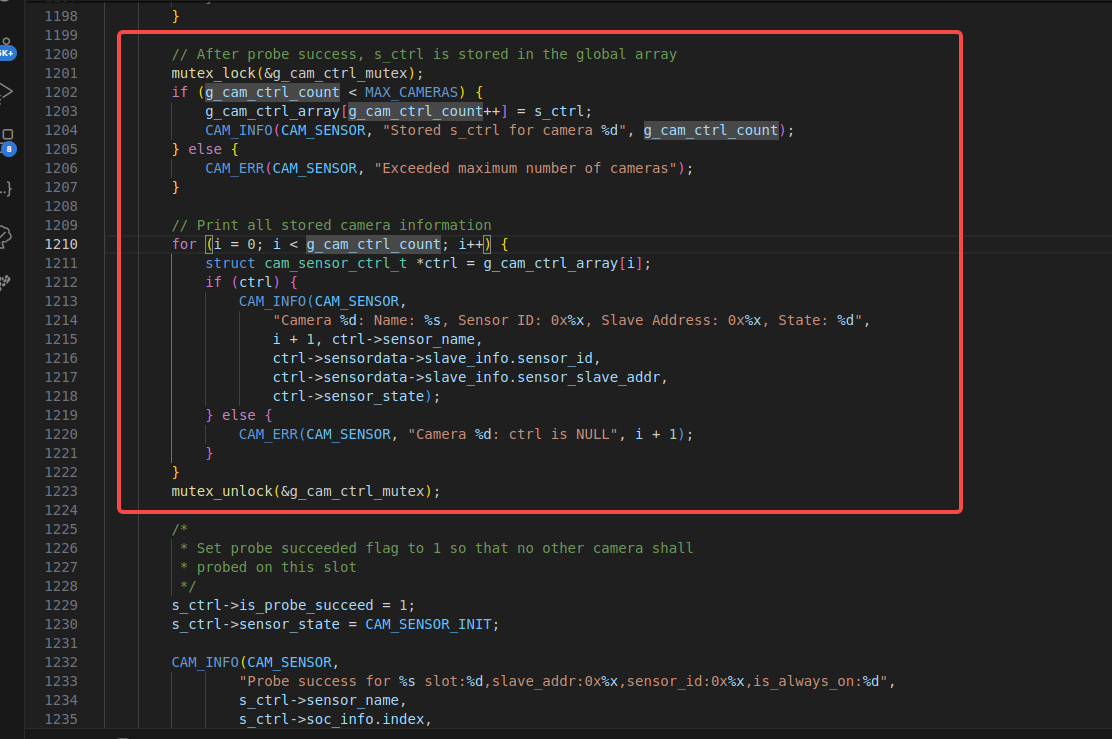 1198 }
1199
1200 // After probe success, s_ctrl is stored in the global array
1201 mutex_lock(&g_cam_ctrl_mutex);
1202 if (g_cam_ctrl_count < MAX_CAMERAS) {
1203 g_cam_ctrl_array[g_cam_ctrl_count++] = s_ctrl;
1204 CAM_INFO(CAM_SENSOR, "Stored s_ctrl for camera %d", g_cam_ctrl_count);
1205 } else {
1206 CAM_ERR(CAM_SENSOR, "Exceeded maximum number of cameras");
1207 }
1208
1209 // Print all stored camera information
1210 for (i = 0; i < g_cam_ctrl_count; i++) {
1211 struct cam_sensor_ctrl_t *ctrl = g_cam_ctrl_array[i];
1212 if (ctrl) {
1213 CAM_INFO(CAM_SENSOR,
1214 "Camera %d: Name: %s, Sensor ID: 0x%x, Slave Address: 0x%x, State: %d",
1215 i + 1, ctrl->sensor_name,
1216 ctrl->sensordata->slave_info.sensor_id,
1217 ctrl->sensordata->slave_info.sensor_slave_addr,
1218 ctrl->sensor_state);
1219 } else {
1220 CAM_ERR(CAM_SENSOR, "Camera %d: ctrl is NULL", i + 1);
1221 }
1222 }
1223 mutex_unlock(&g_cam_ctrl_mutex);
1224
1225 /*
1226 * Set probe succeeded flag to 1 so that no other camera shall
1227 * probed on this slot
1228 */
1229 s_ctrl->is_probe_succeed = 1;
1230 s_ctrl->sensor_state = CAM_SENSOR_INIT;
1231
1232 CAM_INFO(CAM_SENSOR,
1233 "Probe success for %s slot:%d,slave_addr:0x%x,sensor_id:0x%x,is_always_on:%d",
1234 s_ctrl->sensor_name,
1235 s_ctrl->soc_info.index,
K+
8